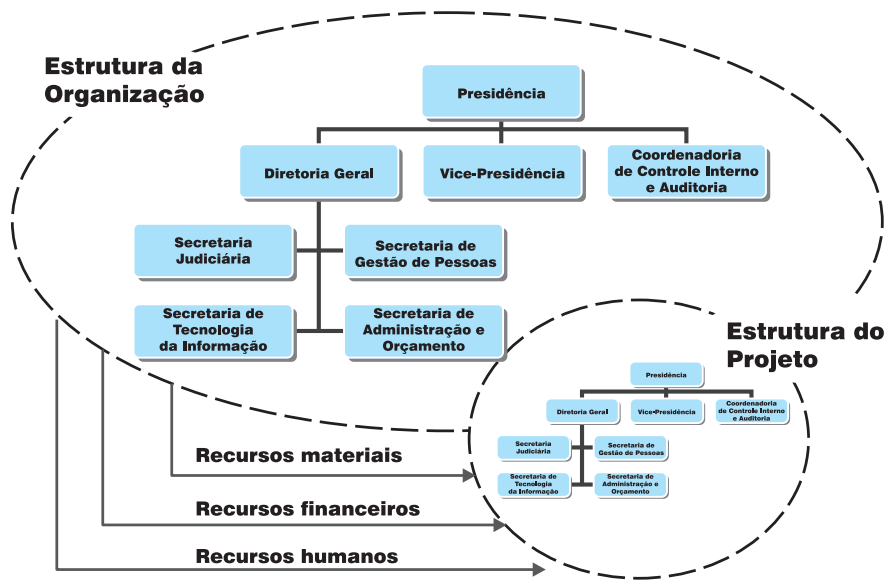 Estrutura da
Organização
Presidência
Diretoria Geral
Vice-Presidência
Coordenadoria
de Controle Interno
e Auditoria
Secretaria
Judiciária
Secretaria de
Gestão de Pessoas
Secretaria de
Tecnologia
da Informação
Secretaria de
Administração e
Orçamento
Estrutura do
Projeto
Presidência
Diretoria Geral
Vice-Presidência
Coordenadoria
de Controle Interno
e Auditoria
Secretaria
Judiciária
Secretaria de
Gestão de Pessoas
Secretaria de
Tecnologia
da Informação
Secretaria de
Administração e
Orçamento
Recursos materiais
Recursos financeiros
Recursos humanos